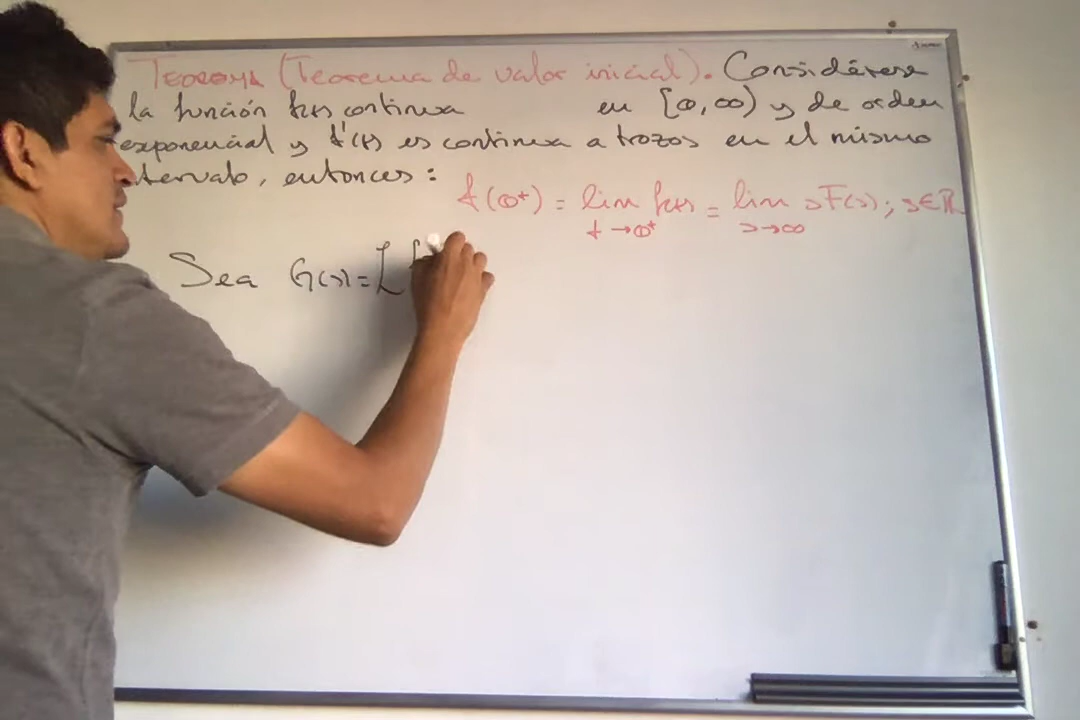 TEOREMA (Teorema de valor inicial). Considérese
la función f(t) continua en [0,∞) y de orden
exponencial y f'(t) es continua a trozos en el mismo
tervalo, entonces:
f(0⁺) = lim f(t) = lim sF(s); s∈ℝ
t→0⁺ s→∞
Sea G(s)=ℒ{